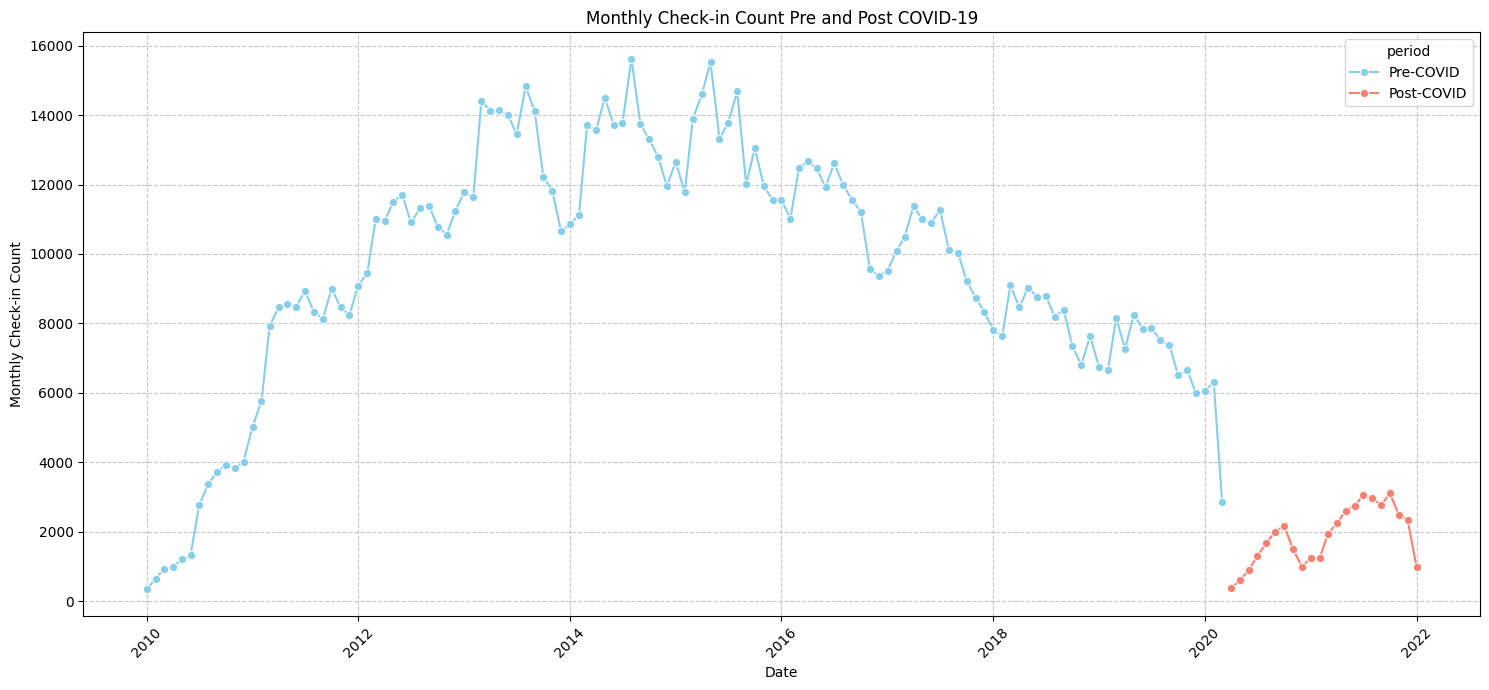 Monthly Check-in Count Pre and Post COVID-19
period
Pre-COVID
Post-COVID
Monthly Check-in Count
16000
14000
12000
10000
8000
6000
4000
2000
0
2010
2012
2014
2016
2018
2020
2022
Date